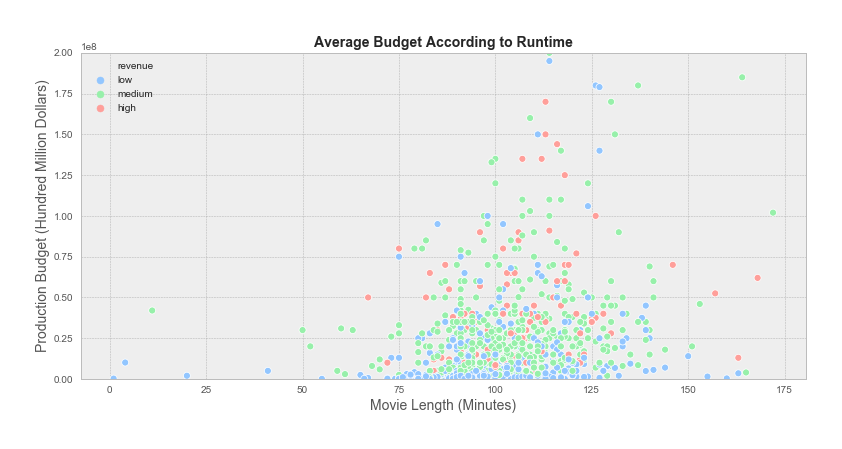 Average Budget According to Runtime
1e8
2.00
1.75
1.50
1.25
1.00
0.75
0.50
0.25
0.00
Production Budget (Hundred Million Dollars)
revenue
low
medium
high
0 25 50 75 100 125 150 175
Movie Length (Minutes)